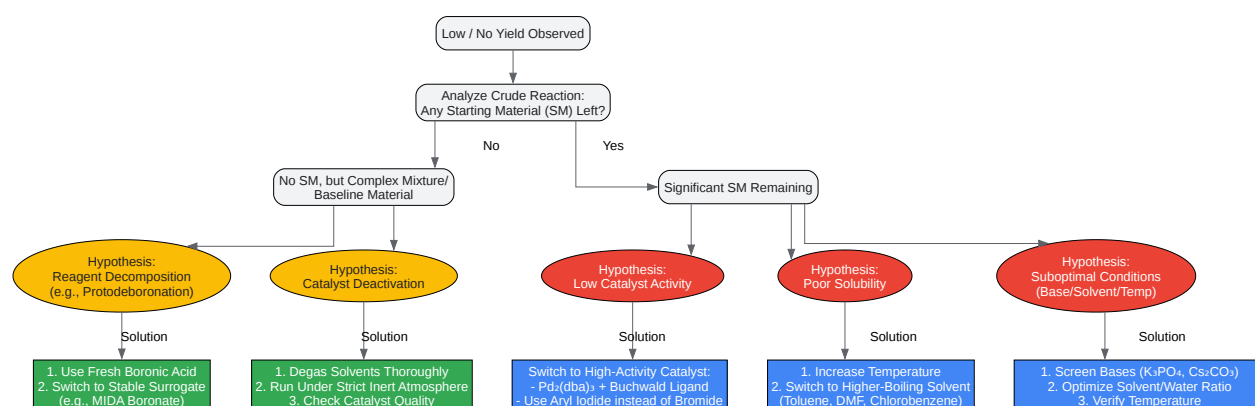 Low / No Yield Observed
Analyze Crude Reaction:
Any Starting Material (SM) Left?
No
Yes
No SM, but Complex Mixture/
Baseline Material
Significant SM Remaining
Hypothesis:
Reagent Decomposition
(e.g., Protodeboronation)
Hypothesis:
Catalyst Deactivation
Hypothesis:
Low Catalyst Activity
Hypothesis:
Poor Solubility
Hypothesis:
Suboptimal Conditions
(Base/Solvent/Temp)
Solution
Solution
Solution
Solution
Solution
1. Use Fresh Boronic Acid
2. Switch to Stable Surrogate
(e.g., MIDA Boronate)
1. Degas Solvents Thoroughly
2. Run Under Strict Inert Atmosphere
3. Check Catalyst Quality
Switch to High-Activity Catalyst:
- Pd₂(dba)₃ + Buchwald Ligand
- Use Aryl Iodide instead of Bromide
1. Increase Temperature
2. Switch to Higher-Boiling Solvent
(Toluene, DMF, Chlorobenzene)
1. Screen Bases (K₃PO₄, Cs₂CO₃)
2. Optimize Solvent/Water Ratio
3. Verify Temperature